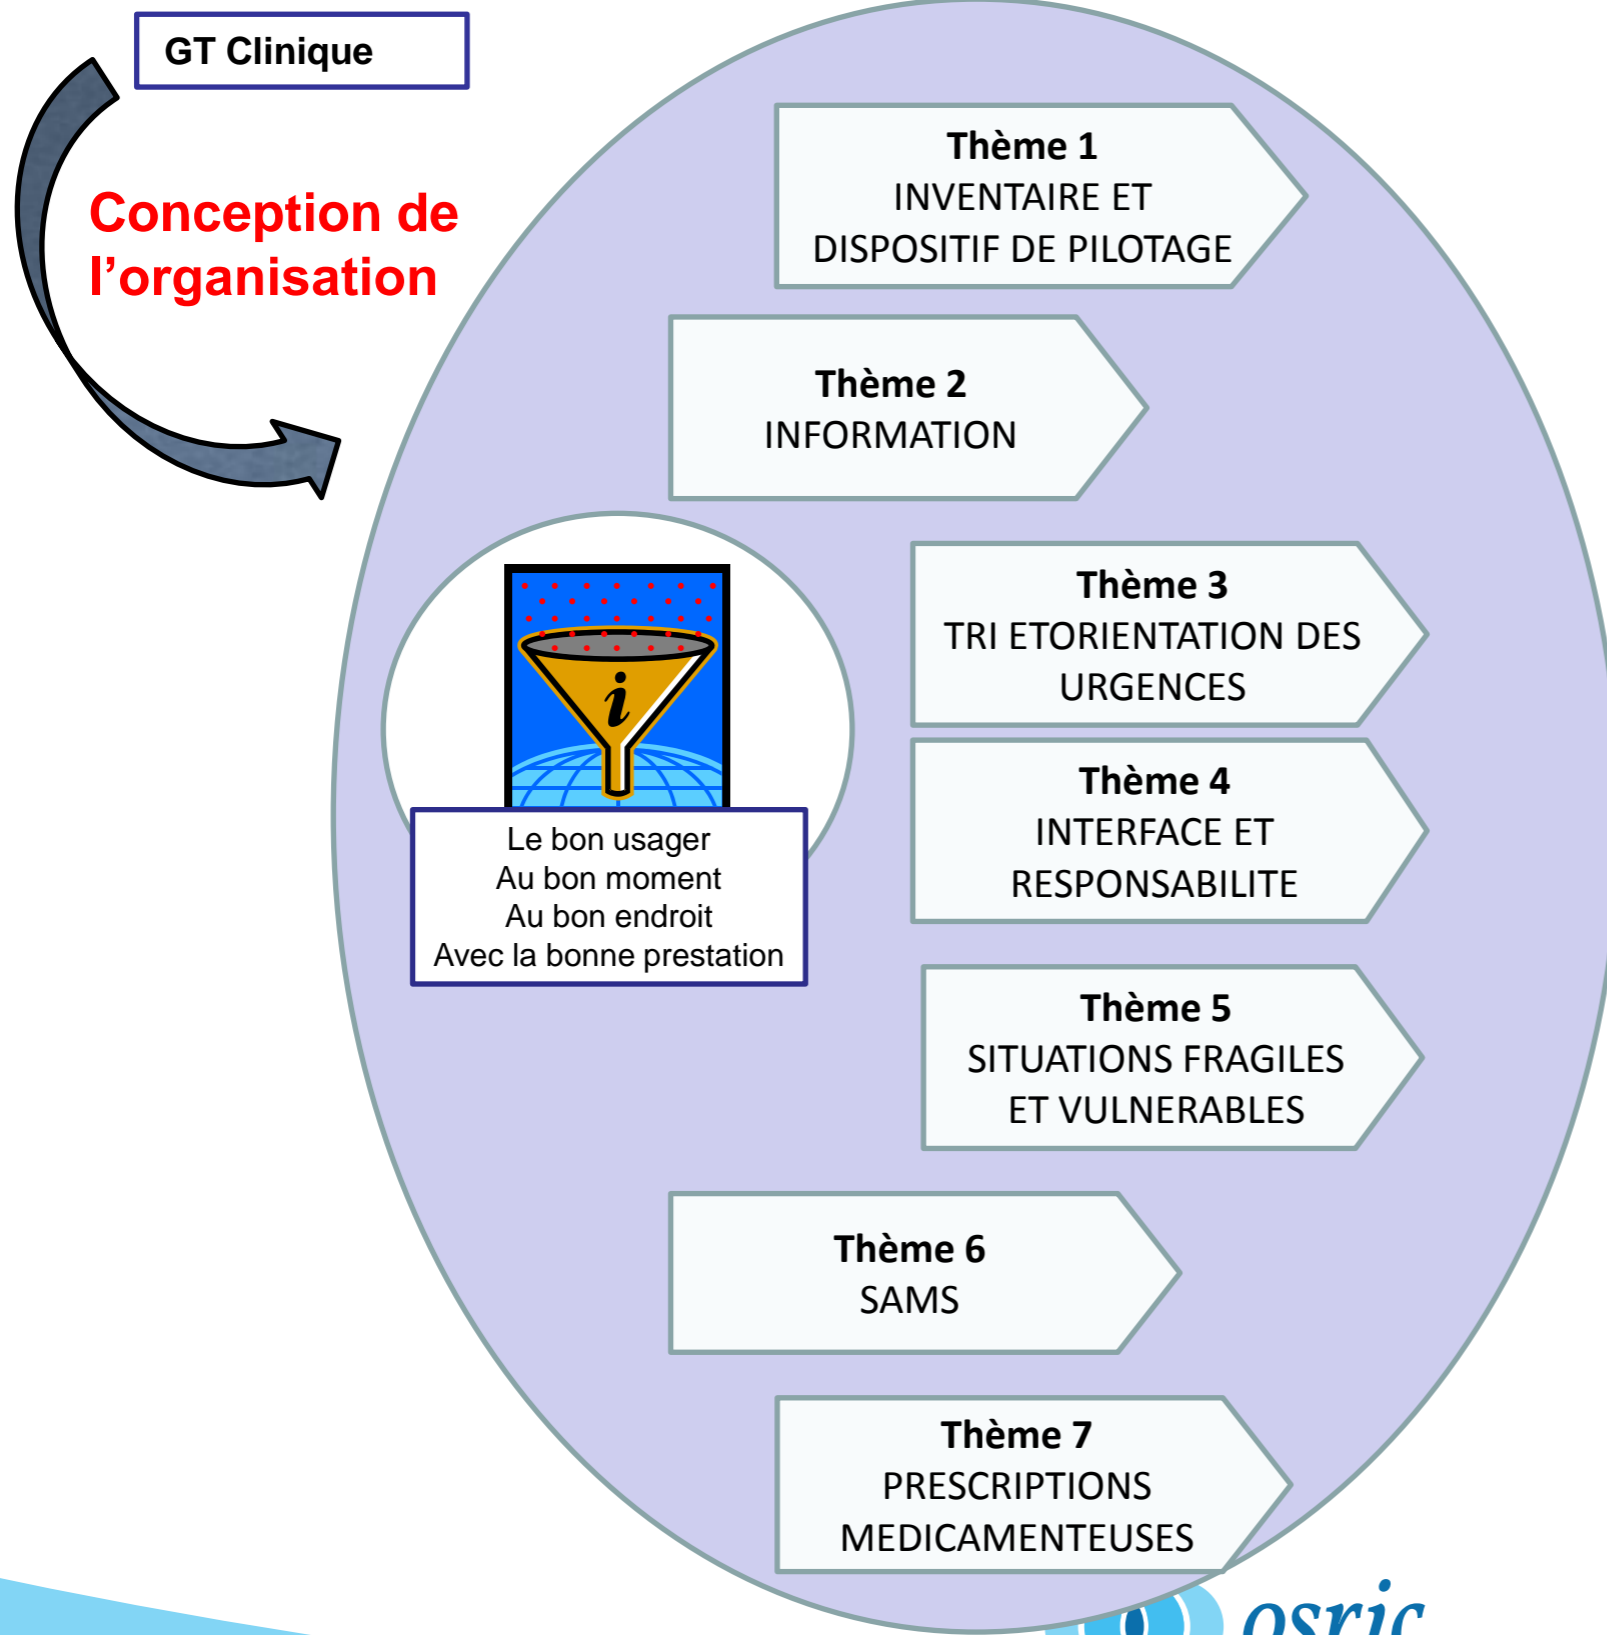 GT Clinique
Conception de
l’organisation
Thème 1
INVENTAIRE ET
DISPOSITIF DE PILOTAGE
Thème 2
INFORMATION
Thème 3
TRI ETORIENTATION DES
URGENCES
Thème 4
INTERFACE ET
RESPONSABILITE
i
Le bon usager
Au bon moment
Au bon endroit
Avec la bonne prestation
Thème 5
SITUATIONS FRAGILES
ET VULNERABLES
Thème 6
SAMS
Thème 7
PRESCRIPTIONS
MEDICAMENTEUSES
osric